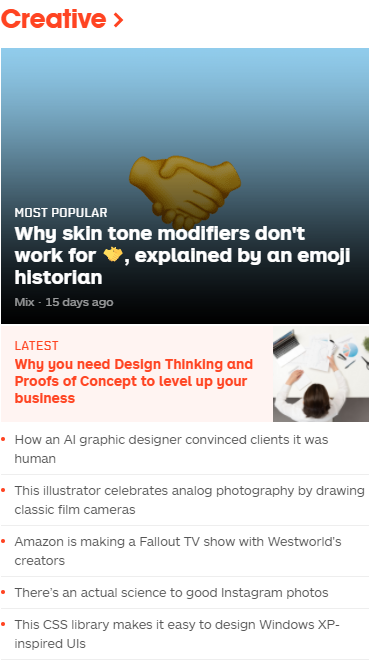 Creative >
MOST POPULAR
Why skin tone modifiers don't
work for 🤝, explained by an emoji
historian
Mix · 15 days ago
LATEST
Why you need Design Thinking and
Proofs of Concept to level up your
business
• How an AI graphic designer convinced clients it was
human
• This illustrator celebrates analog photography by drawing
classic film cameras
• Amazon is making a Fallout TV show with Westworld's
creators
• There's an actual science to good Instagram photos
• This CSS library makes it easy to design Windows XP-
inspired UIs